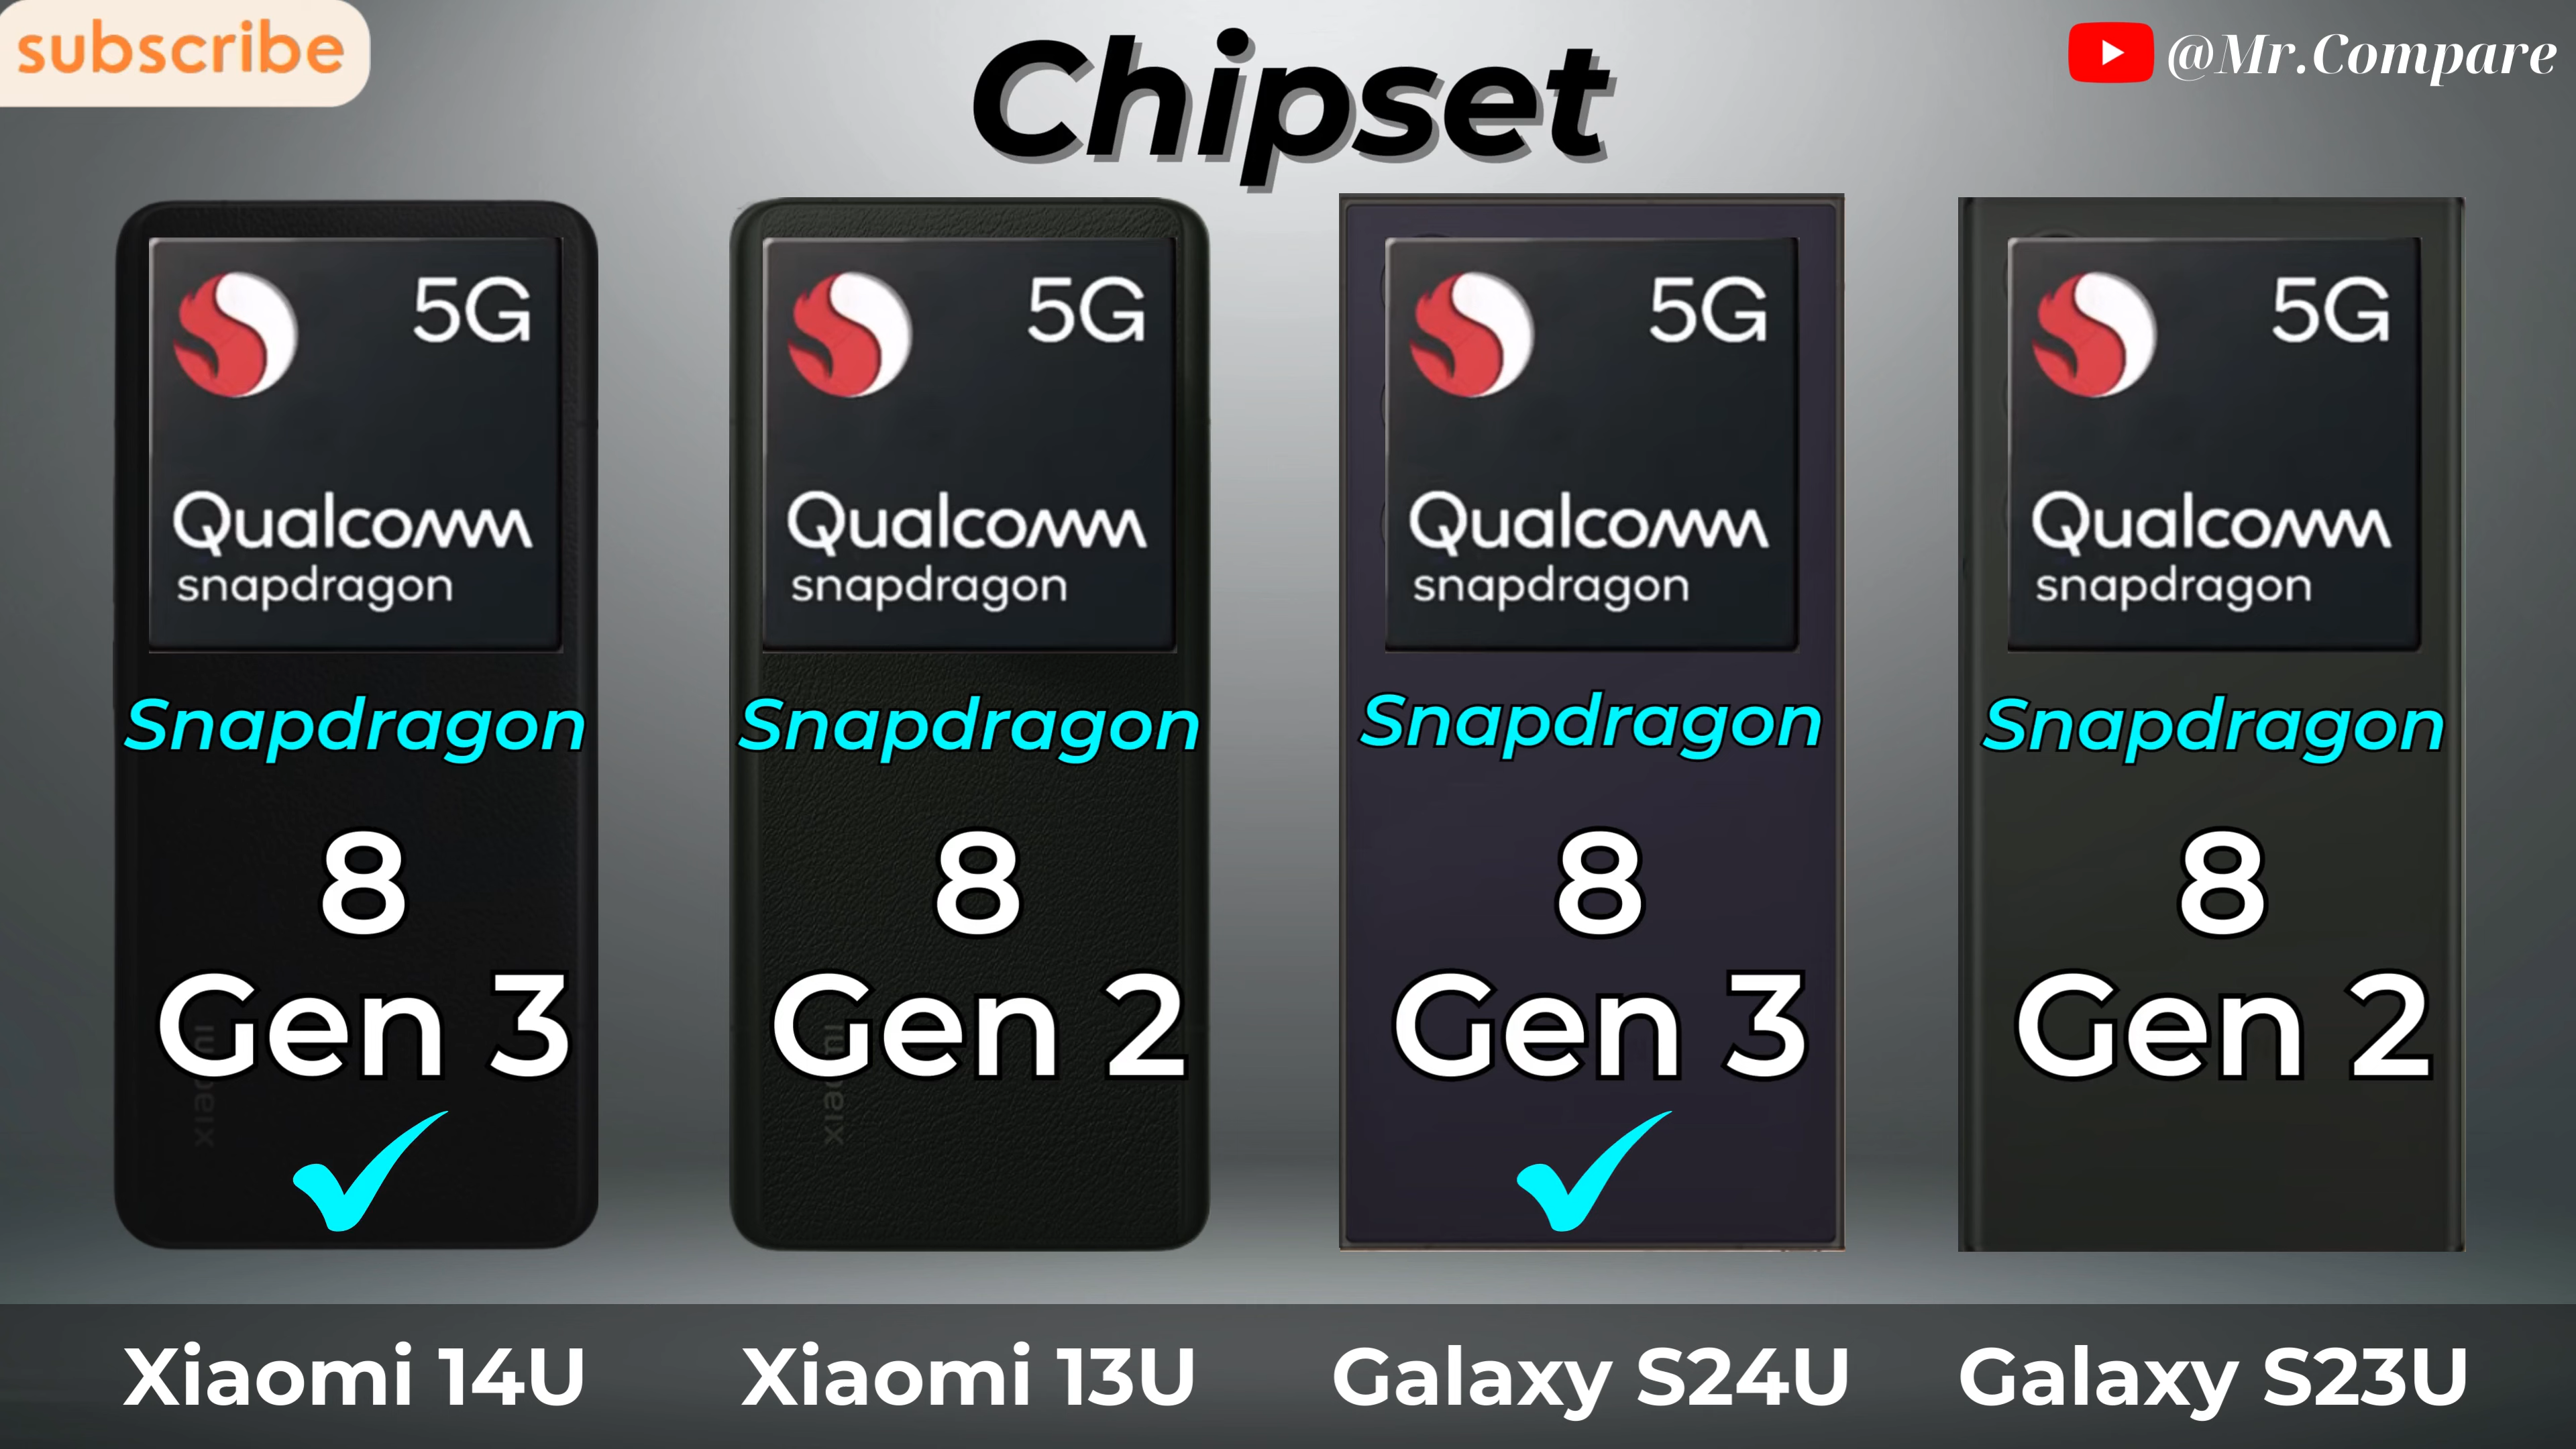 subscribe
Chipset
@Mr.Compare
5G
Qualcomm
snapdragon
Snapdragon
8
Gen 3
xiaomi
Xiaomi 14U
5G
Qualcomm
snapdragon
Snapdragon
8
Gen 2
xiaomi
Xiaomi 13U
5G
Qualcomm
snapdragon
Snapdragon
8
Gen 3
Galaxy S24U
5G
Qualcomm
snapdragon
Snapdragon
8
Gen 2
Galaxy S23U